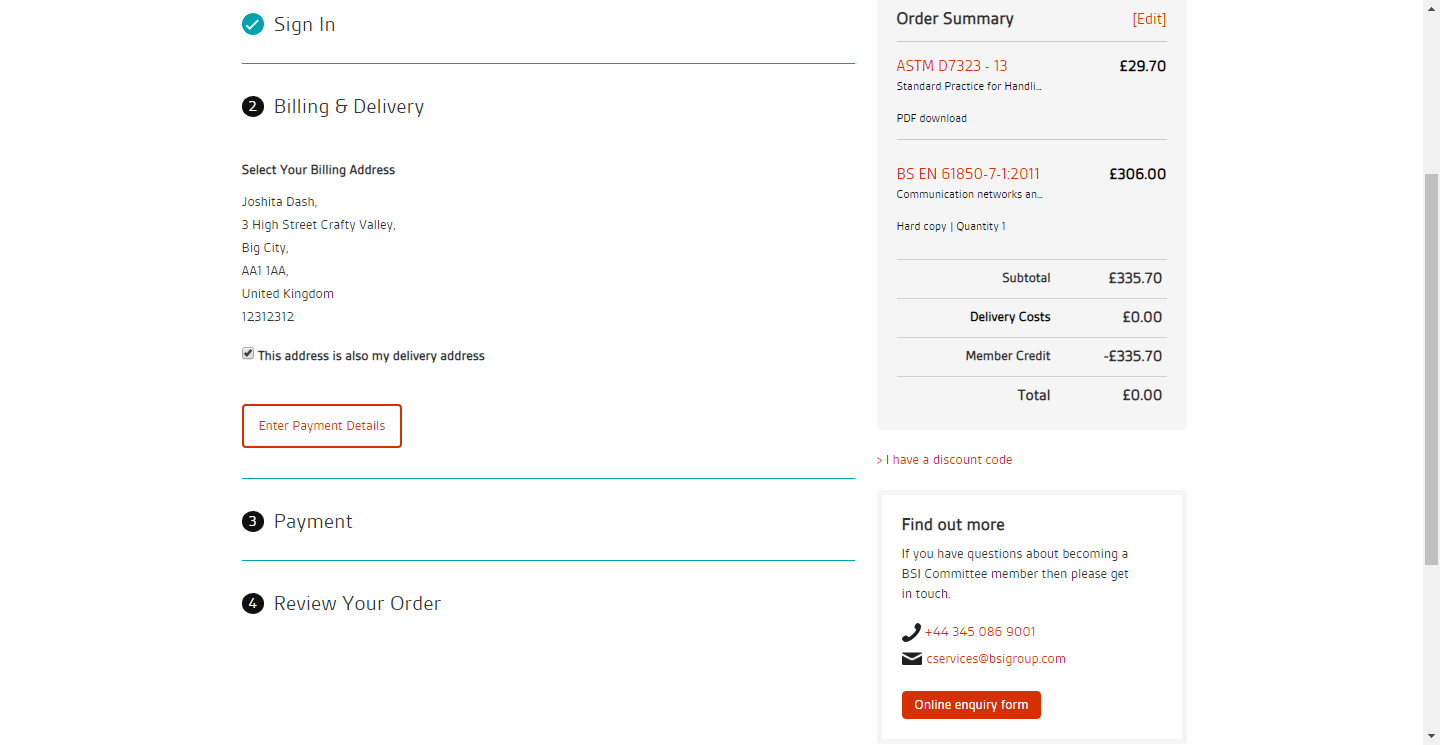 Sign In
2 Billing & Delivery
Select Your Billing Address
Joshita Dash,
3 High Street Crafty Valley,
Big City,
AA1 1AA,
United Kingdom
12312312
This address is also my delivery address
Enter Payment Details
3 Payment
4 Review Your Order
Order Summary [Edit]
ASTM D7323 - 13 £29.70
Standard Practice for Handli...
PDF download
BS EN 61850-7-1:2011 £306.00
Communication networks an...
Hard copy | Quantity 1
Subtotal £335.70
Delivery Costs £0.00
Member Credit -£335.70
Total £0.00
> I have a discount code
Find out more
If you have questions about becoming a
BSI Committee member then please get
in touch.
+44 345 086 9001
cservices@bsigroup.com
Online enquiry form